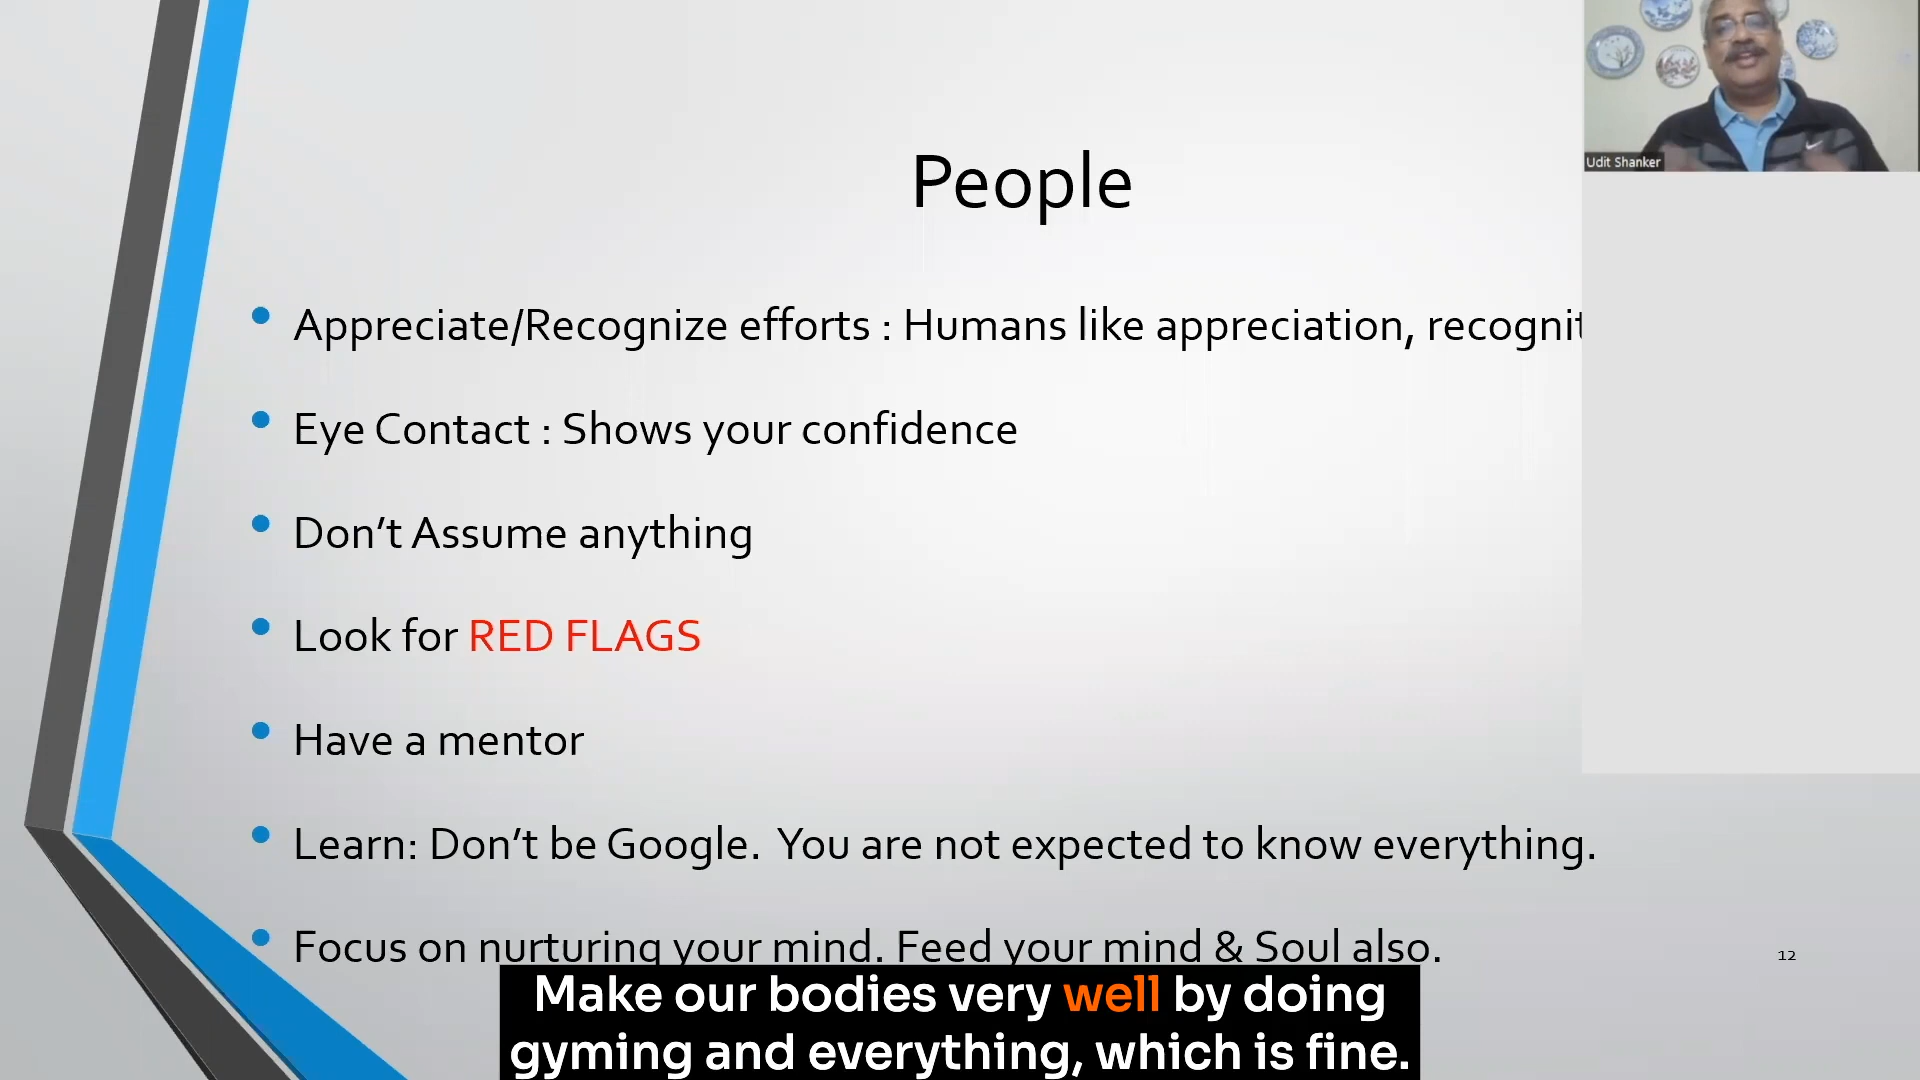 Udit Shanker
People
• Appreciate/Recognize efforts : Humans like appreciation,
• Eye Contact : Shows your confidence
• Don’t Assume anything
• Look for RED FLAGS
• Have a mentor
• Learn: Don’t be Google. You are not expected to know everything.
• Focus on nurturing your mind. Feed your mind & Soul also.
12
Make our bodies very well by doing
gyming and everything, which is fine.